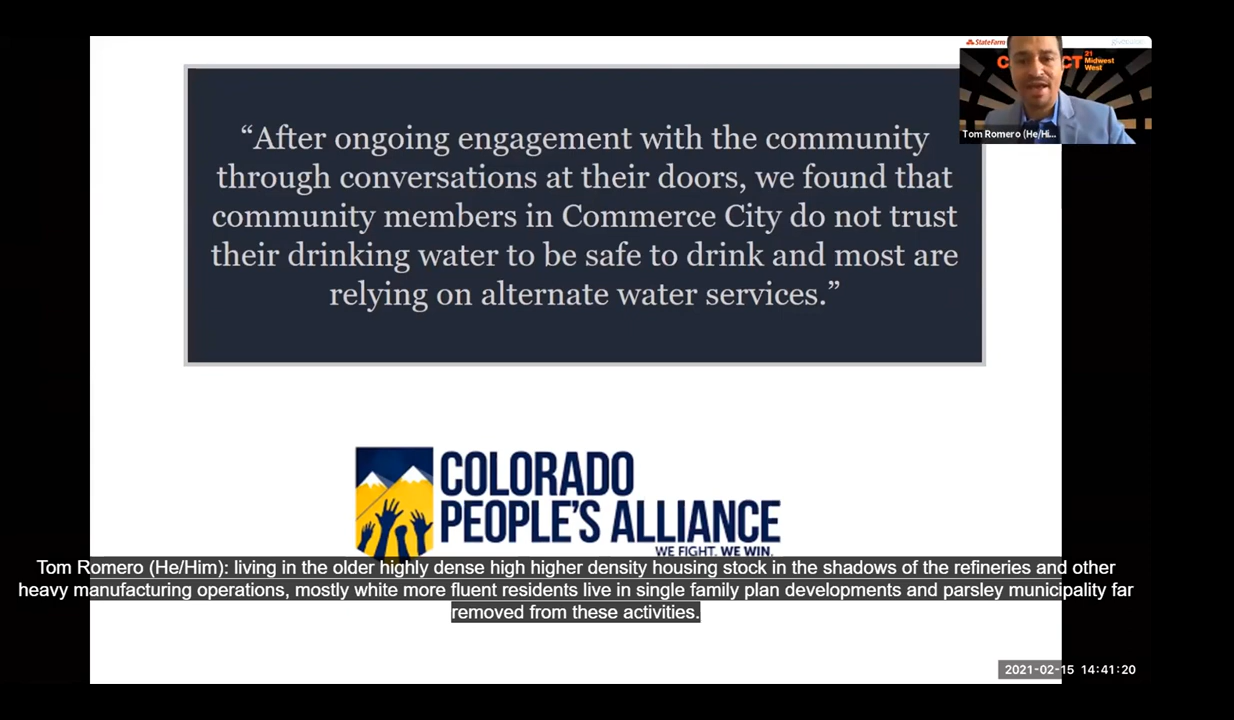 StateFarm
21
Midwest
West
Tom Romero (He/Hi...
“After ongoing engagement with the community
through conversations at their doors, we found that
community members in Commerce City do not trust
their drinking water to be safe to drink and most are
relying on alternate water services.”
COLORADO
PEOPLE'S ALLIANCE
WE FIGHT. WE WIN.
Tom Romero (He/Him): living in the older highly dense high higher density housing stock in the shadows of the refineries and other
heavy manufacturing operations, mostly white more fluent residents live in single family plan developments and parsley municipality far
removed from these activities.
2021-02-15 14:41:20